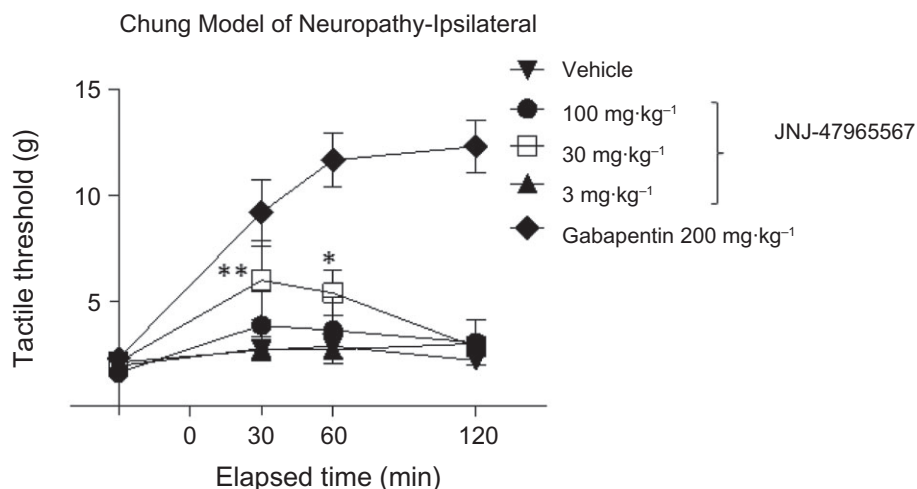 Chung Model of Neuropathy-Ipsilateral
Vehicle
100 mg·kg⁻¹
30 mg·kg⁻¹
3 mg·kg⁻¹
JNJ-47965567
Gabapentin 200 mg·kg⁻¹
Tactile threshold (g)
15
10
5
**
*
0 30 60 120
Elapsed time (min)